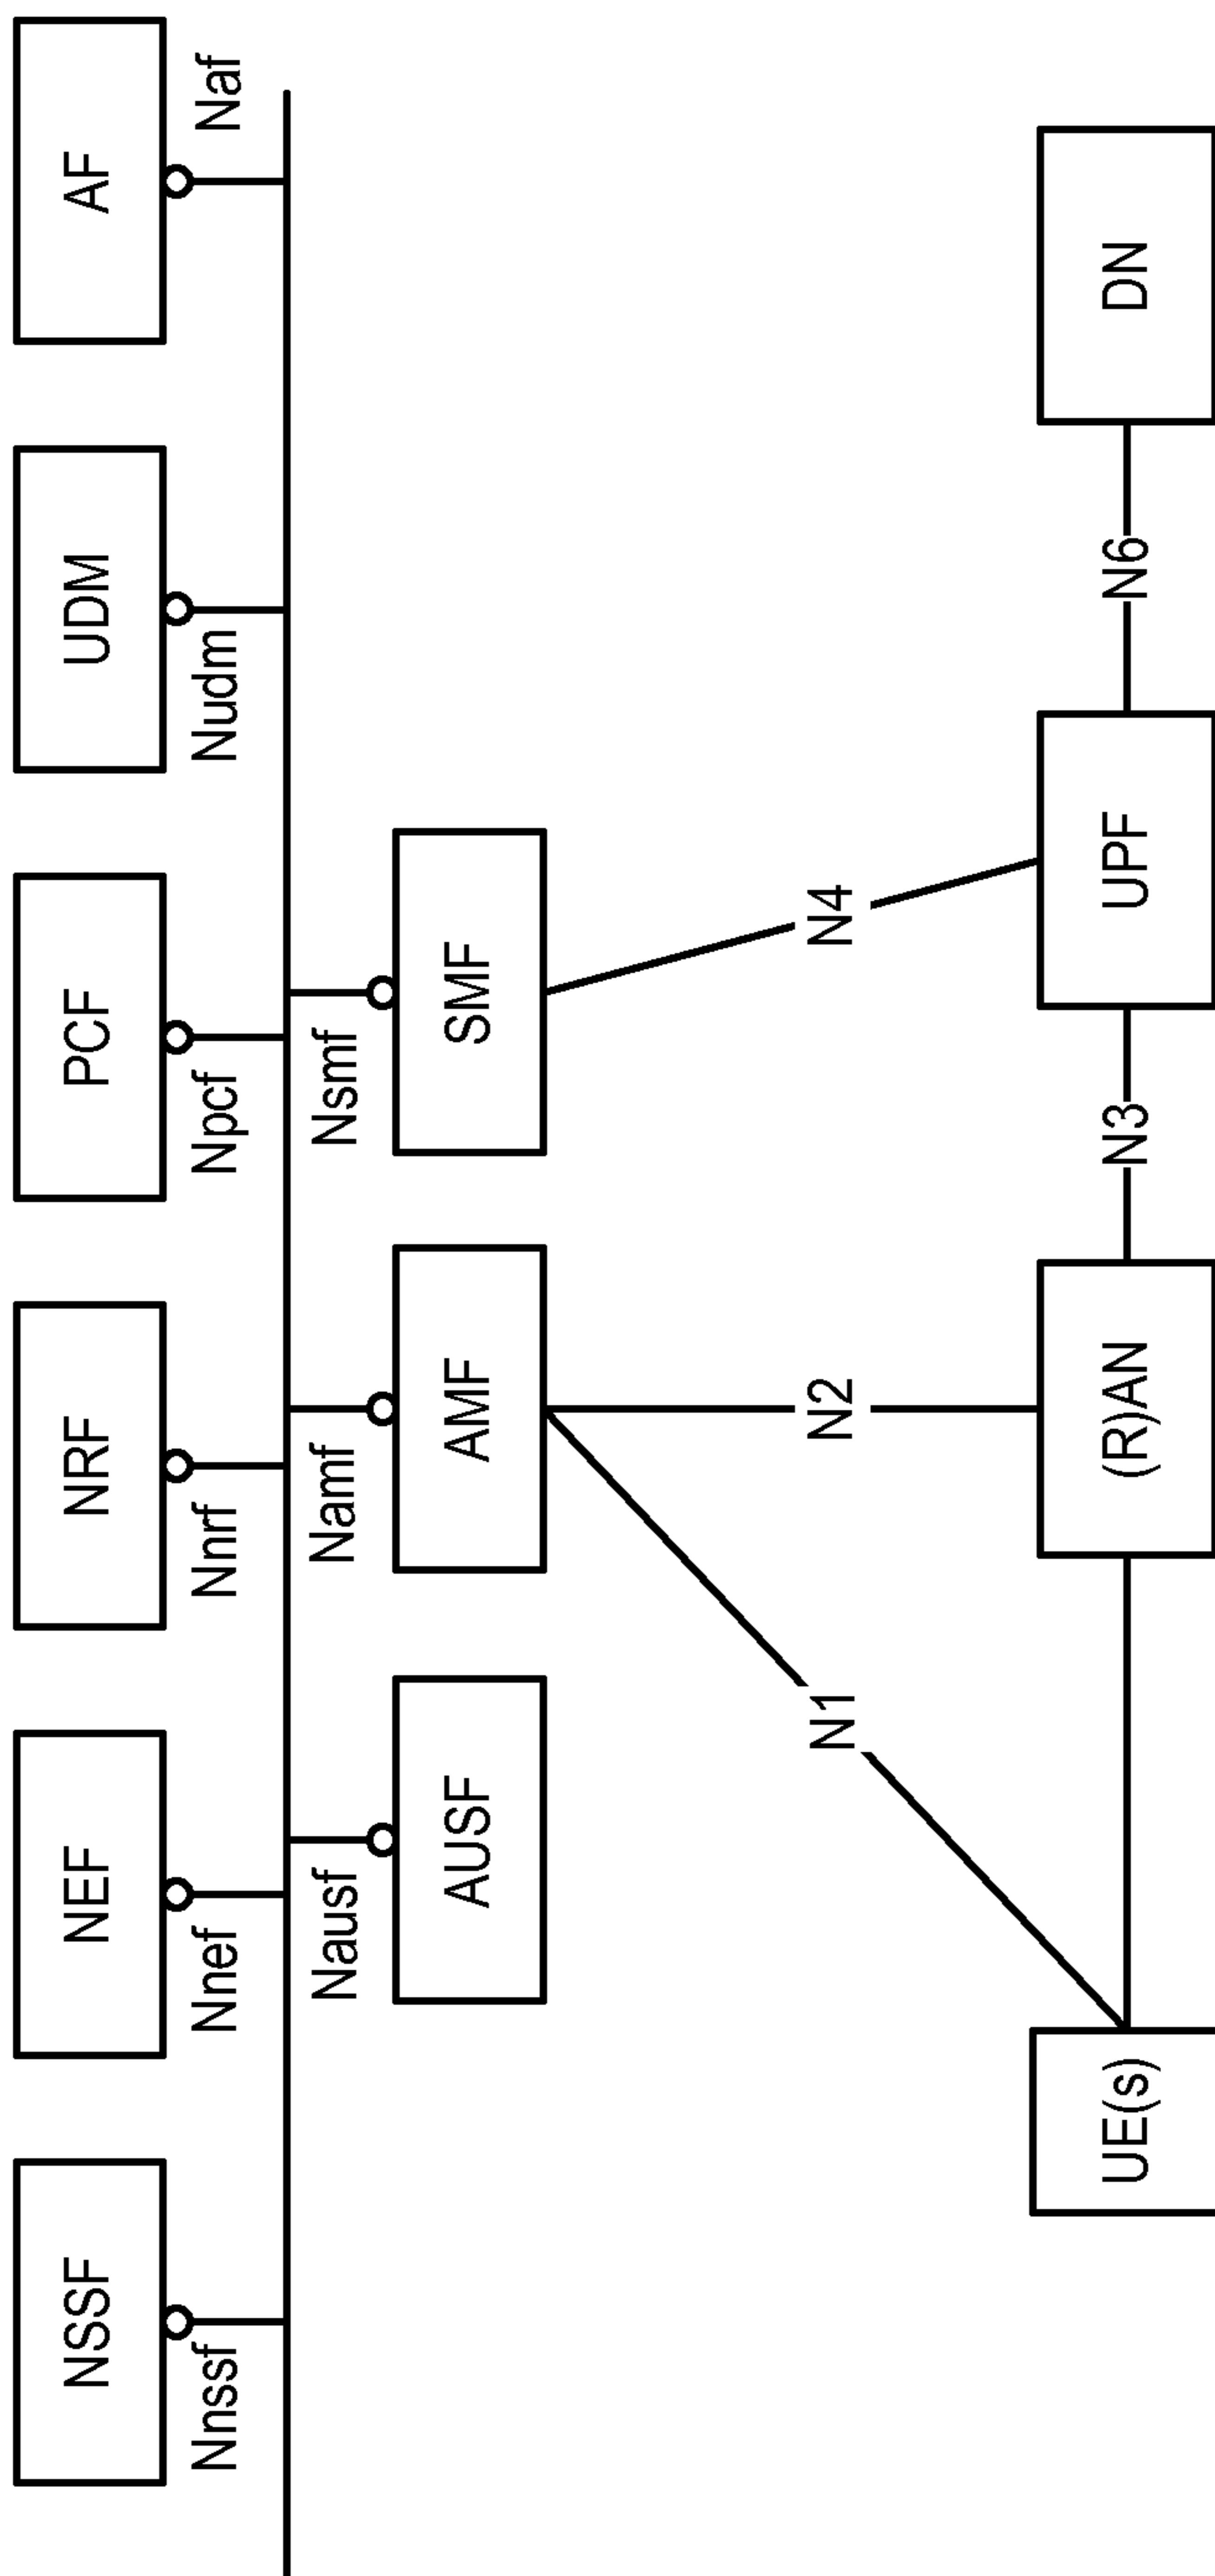 NSSF
NEF
NRF
PCF
UDM
AF
Nnssf
Nnef
Nnrf
Npcf
Nudm
Naf
Nausf
Namf
Nsmf
AUSF
AMF
SMF
N1
N2
N4
UE(s)
(R)AN
N3
UPF
N6
DN